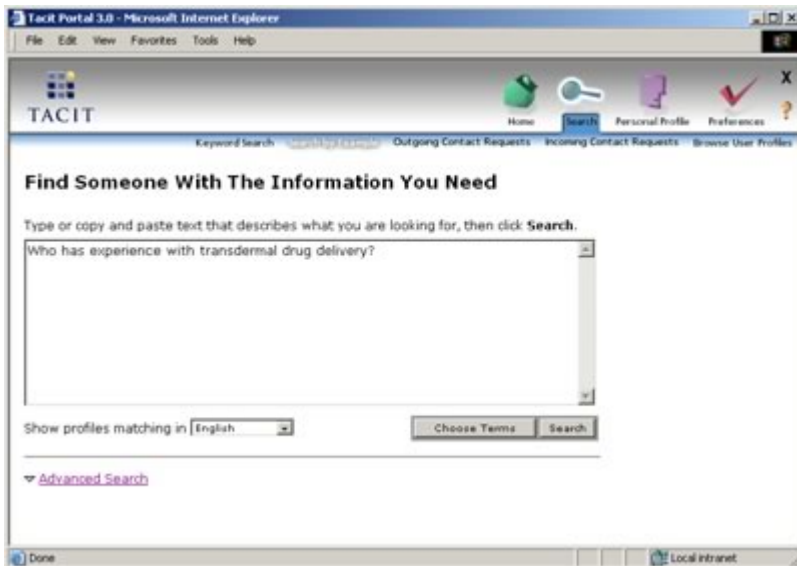 Tacit Portal 3.0 - Microsoft Internet Explorer
File Edit View Favorites Tools Help
TACIT
Home Search Personal Profile Preferences
X
?
Keyword Search Search by Example Outgoing Contact Requests Incoming Contact Requests Browse User Profiles
Find Someone With The Information You Need
Type or copy and paste text that describes what you are looking for, then click Search.
Who has experience with transdermal drug delivery?
Show profiles matching in English
Choose Terms Search
Advanced Search
Done Local intranet